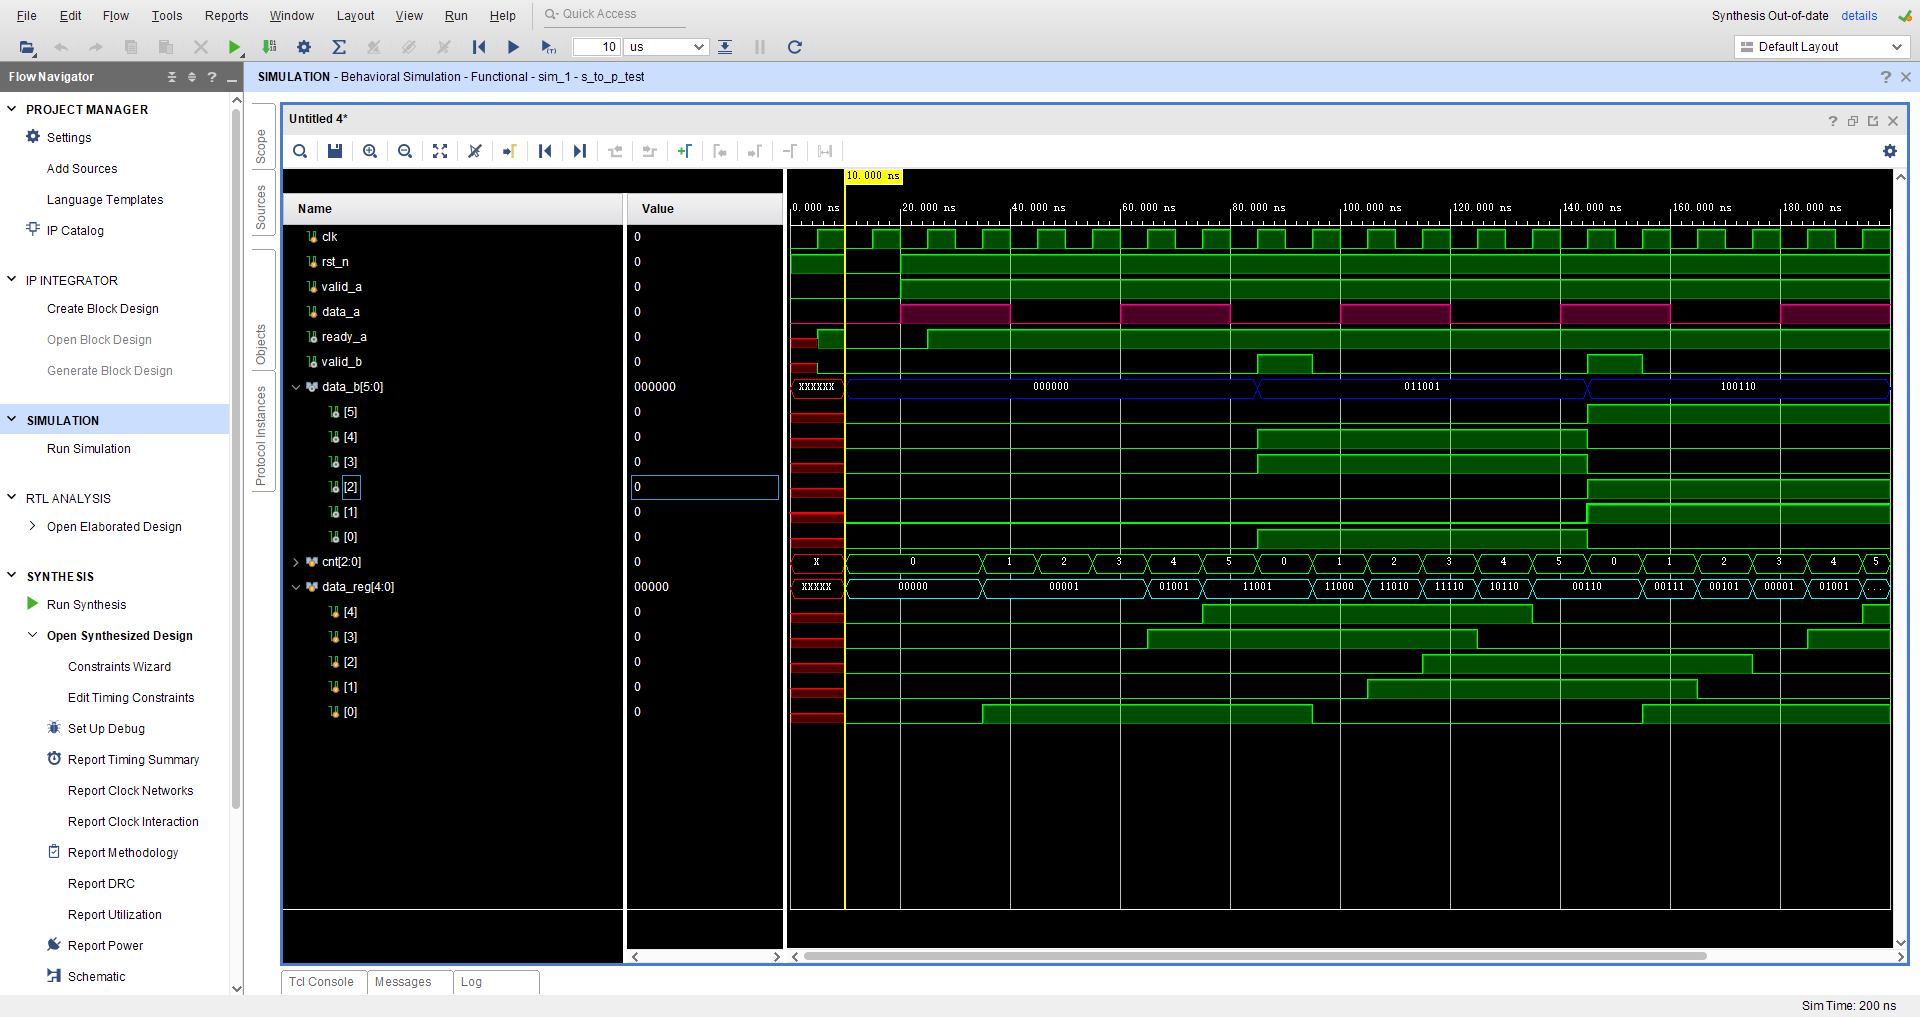 File Edit Flow Tools Reports Window Layout View Run Help Quick Access Synthesis Out-of-date details
10 us Default Layout
Flow Navigator
SIMULATION - Behavioral Simulation - Functional - sim_1 - s_to_p_test
PROJECT MANAGER
Settings
Add Sources
Language Templates
IP Catalog
IP INTEGRATOR
Create Block Design
Open Block Design
Generate Block Design
SIMULATION
Run Simulation
RTL ANALYSIS
Open Elaborated Design
SYNTHESIS
Run Synthesis
Open Synthesized Design
Constraints Wizard
Edit Timing Constraints
Set Up Debug
Report Timing Summary
Report Clock Networks
Report Clock Interaction
Report Methodology
Report DRC
Report Utilization
Report Power
Schematic
Scope
Sources
Objects
Protocol Instances
Untitled 4*
10.000 ns
Name Value
0.000 ns 20.000 ns 40.000 ns 60.000 ns 80.000 ns 100.000 ns 120.000 ns 140.000 ns 160.000 ns 180.000 ns
clk 0
rst_n 0
valid_a 0
data_a 0
ready_a 0
valid_b 0
data_b[5:0] 000000 XXXXXX 000000 011001 100110
[5] 0
[4] 0
[3] 0
[2] 0
[1] 0
[0] 0
cnt[2:0] 0 X 0 1 2 3 4 5 0 1 2 3 4 5 0 1 2 3 4 5
data_reg[4:0] 00000 XXXXX 00000 00001 01001 11001 11000 11010 11110 10110 00110 00111 00101 00001 01001 ...
[4] 0
[3] 0
[2] 0
[1] 0
[0] 0
Tcl Console Messages Log
Sim Time: 200 ns